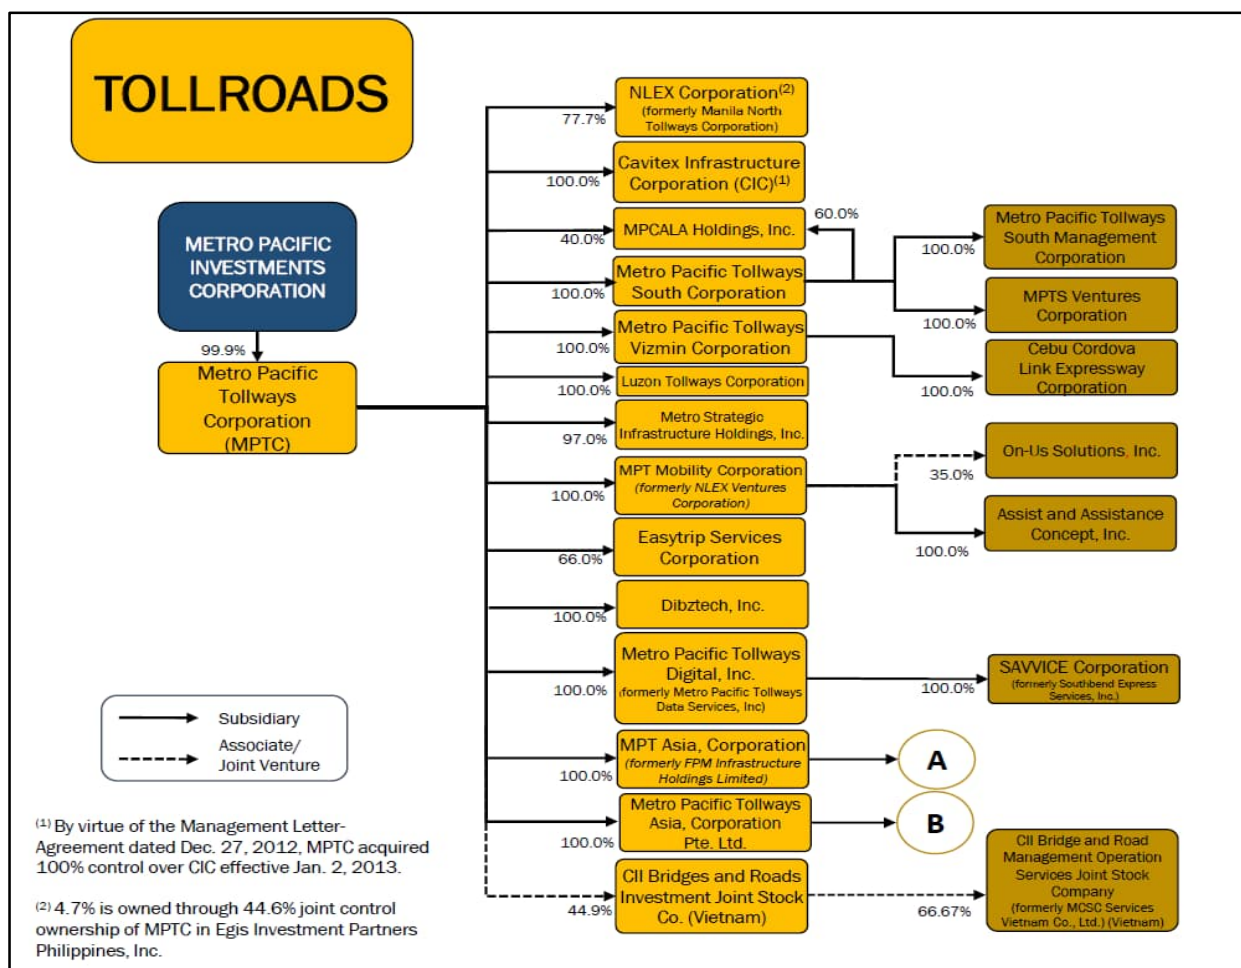 TOLLROADS
METRO PACIFIC
INVESTMENTS
CORPORATION
99.9%
Metro Pacific
Tollways
Corporation
(MPTC)
77.7%
NLEX Corporation(2)
(formerly Manila North
Tollways Corporation)
100.0%
Cavitex Infrastructure
Corporation (CIC)(1)
40.0%
MPCALA Holdings, Inc.
60.0%
100.0%
Metro Pacific Tollways
South Corporation
100.0%
Metro Pacific Tollways
South Management
Corporation
100.0%
MPTS Ventures
Corporation
100.0%
Metro Pacific Tollways
Vizmin Corporation
100.0%
Cebu Cordova
Link Expressway
Corporation
100.0%
Luzon Tollways Corporation
97.0%
Metro Strategic
Infrastructure Holdings, Inc.
100.0%
MPT Mobility Corporation
(formerly NLEX Ventures
Corporation)
35.0%
On-Us Solutions, Inc.
100.0%
Assist and Assistance
Concept, Inc.
66.0%
Easytrip Services
Corporation
100.0%
Dibztech, Inc.
100.0%
Metro Pacific Tollways
Digital, Inc.
(formerly Metro Pacific Tollways
Data Services, Inc)
100.0%
SAVVICE Corporation
(formerly Southbend Express
Services, Inc.)
100.0%
MPT Asia, Corporation
(formerly FPM Infrastructure
Holdings Limited)
A
100.0%
Metro Pacific Tollways
Asia, Corporation
Pte. Ltd.
B
44.9%
CII Bridges and Roads
Investment Joint Stock
Co. (Vietnam)
66.67%
CII Bridge and Road
Management Operation
Services Joint Stock
Company
(formerly MCSC Services
Vietnam Co., Ltd.) (Vietnam)
Subsidiary
Associate/
Joint Venture
(1) By virtue of the Management Letter-
Agreement dated Dec. 27, 2012, MPTC acquired
100% control over CIC effective Jan. 2, 2013.
(2) 4.7% is owned through 44.6% joint control
ownership of MPTC in Egis Investment Partners
Philippines, Inc.